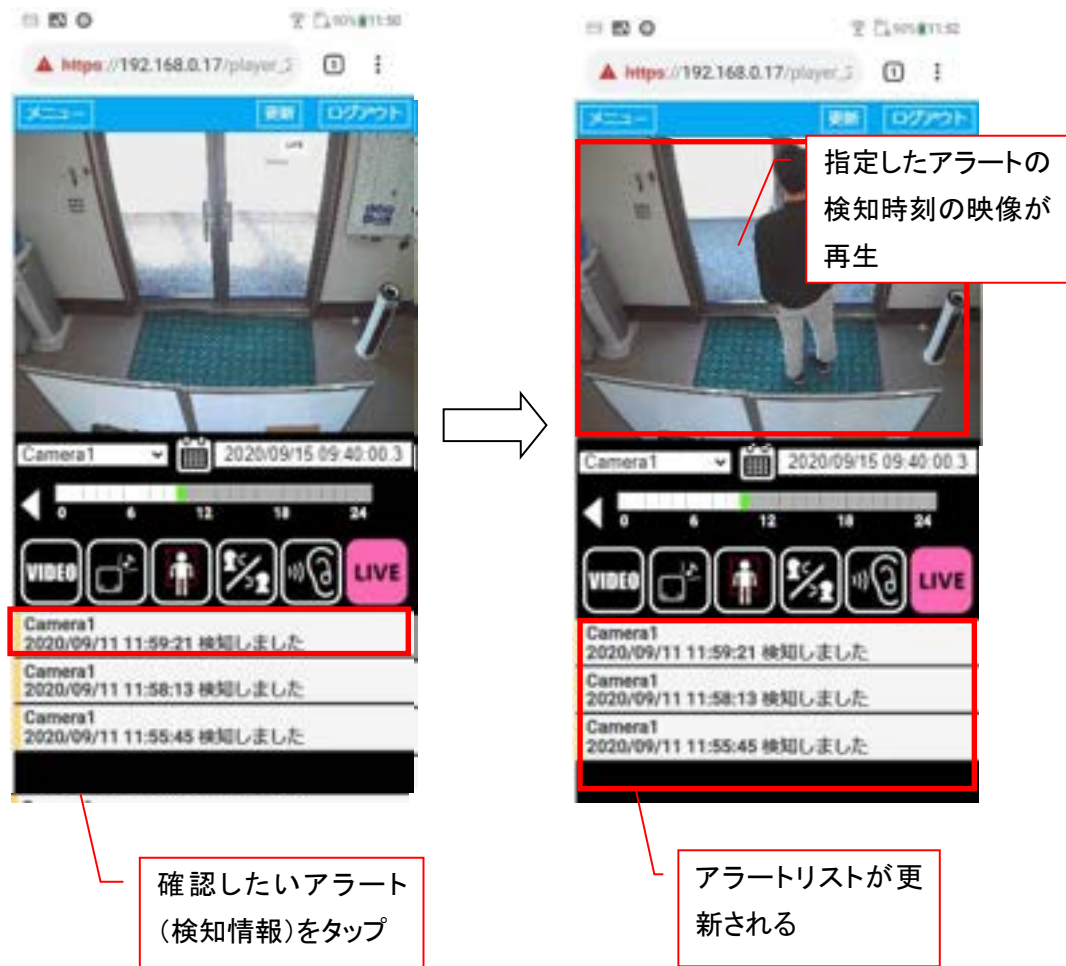 90% 11:50
https://192.168.0.17/player_
メニュー
更新
ログアウト
LIVE
Camera1
2020/09/15 09:40:00.3
0 6 12 18 24
VIDEO
LIVE
Camera1
2020/09/11 11:59:21 検知しました
Camera1
2020/09/11 11:58:13 検知しました
Camera1
2020/09/11 11:55:45 検知しました
確認したいアラート
（検知情報）をタップ
90% 11:52
https://192.168.0.17/player_
メニュー
更新
ログアウト
指定したアラートの
検知時刻の映像が
再生
Camera1
2020/09/15 09:40:00.3
0 6 12 18 24
VIDEO
LIVE
Camera1
2020/09/11 11:59:21 検知しました
Camera1
2020/09/11 11:58:13 検知しました
Camera1
2020/09/11 11:55:45 検知しました
アラートリストが更
新される